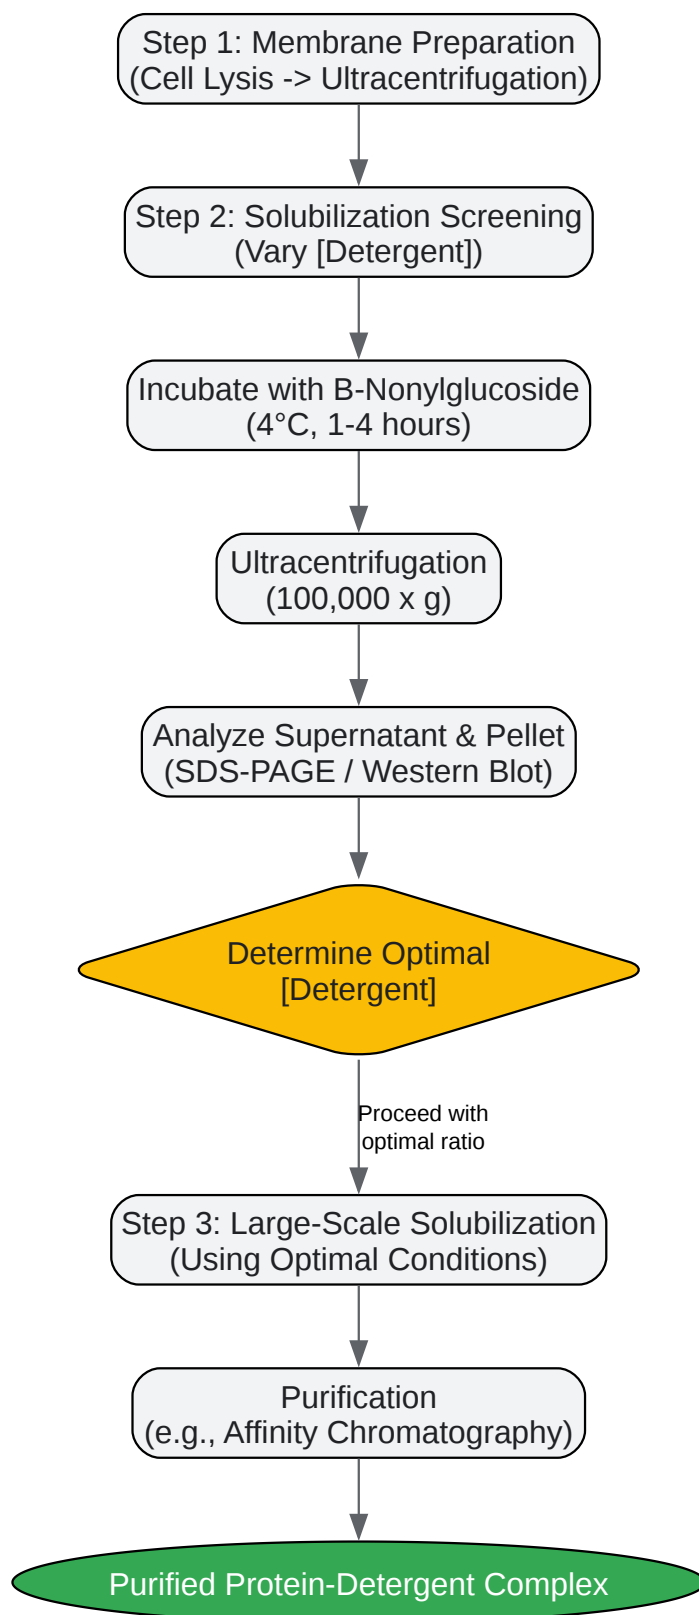 Step 1: Membrane Preparation
(Cell Lysis -> Ultracentrifugation)
Step 2: Solubilization Screening
(Vary [Detergent])
Incubate with B-Nonylglucoside
(4°C, 1-4 hours)
Ultracentrifugation
(100,000 x g)
Analyze Supernatant & Pellet
(SDS-PAGE / Western Blot)
Determine Optimal
[Detergent]
Proceed with
optimal ratio
Step 3: Large-Scale Solubilization
(Using Optimal Conditions)
Purification
(e.g., Affinity Chromatography)
Purified Protein-Detergent Complex